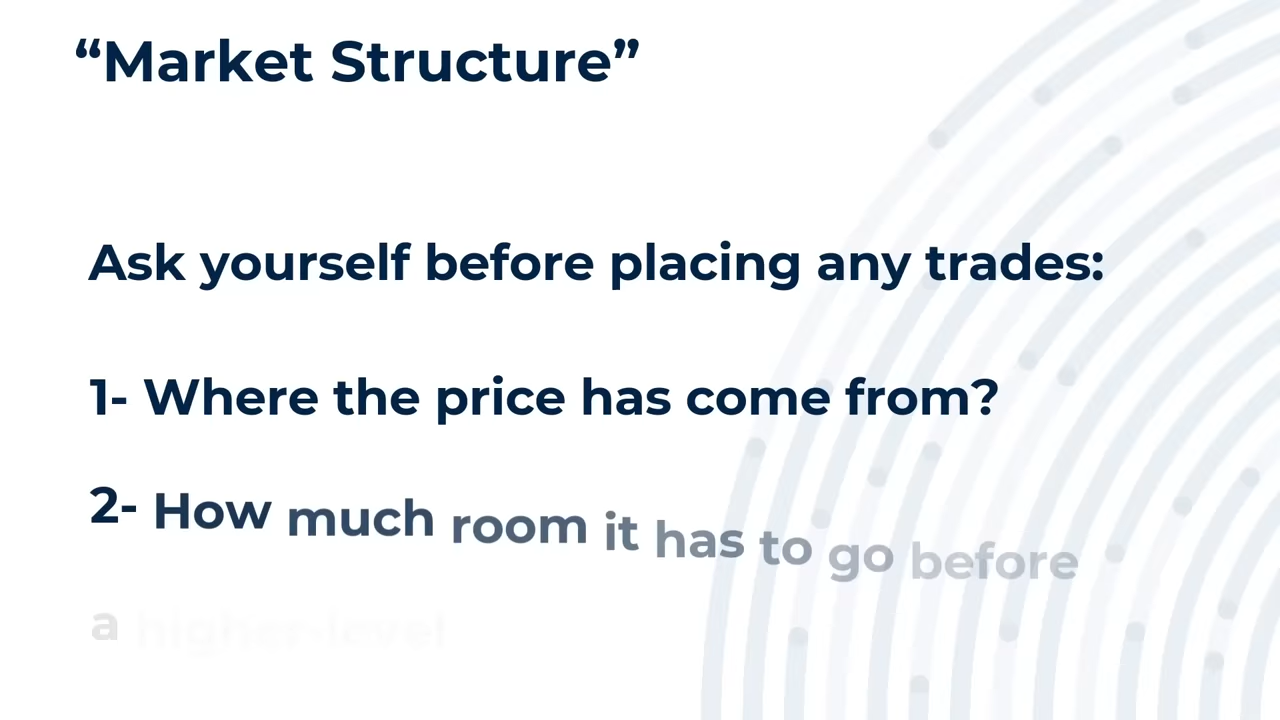 “Market Structure”
Ask yourself before placing any trades:
1- Where the price has come from?
2- How much room it has to go before
a higher-level